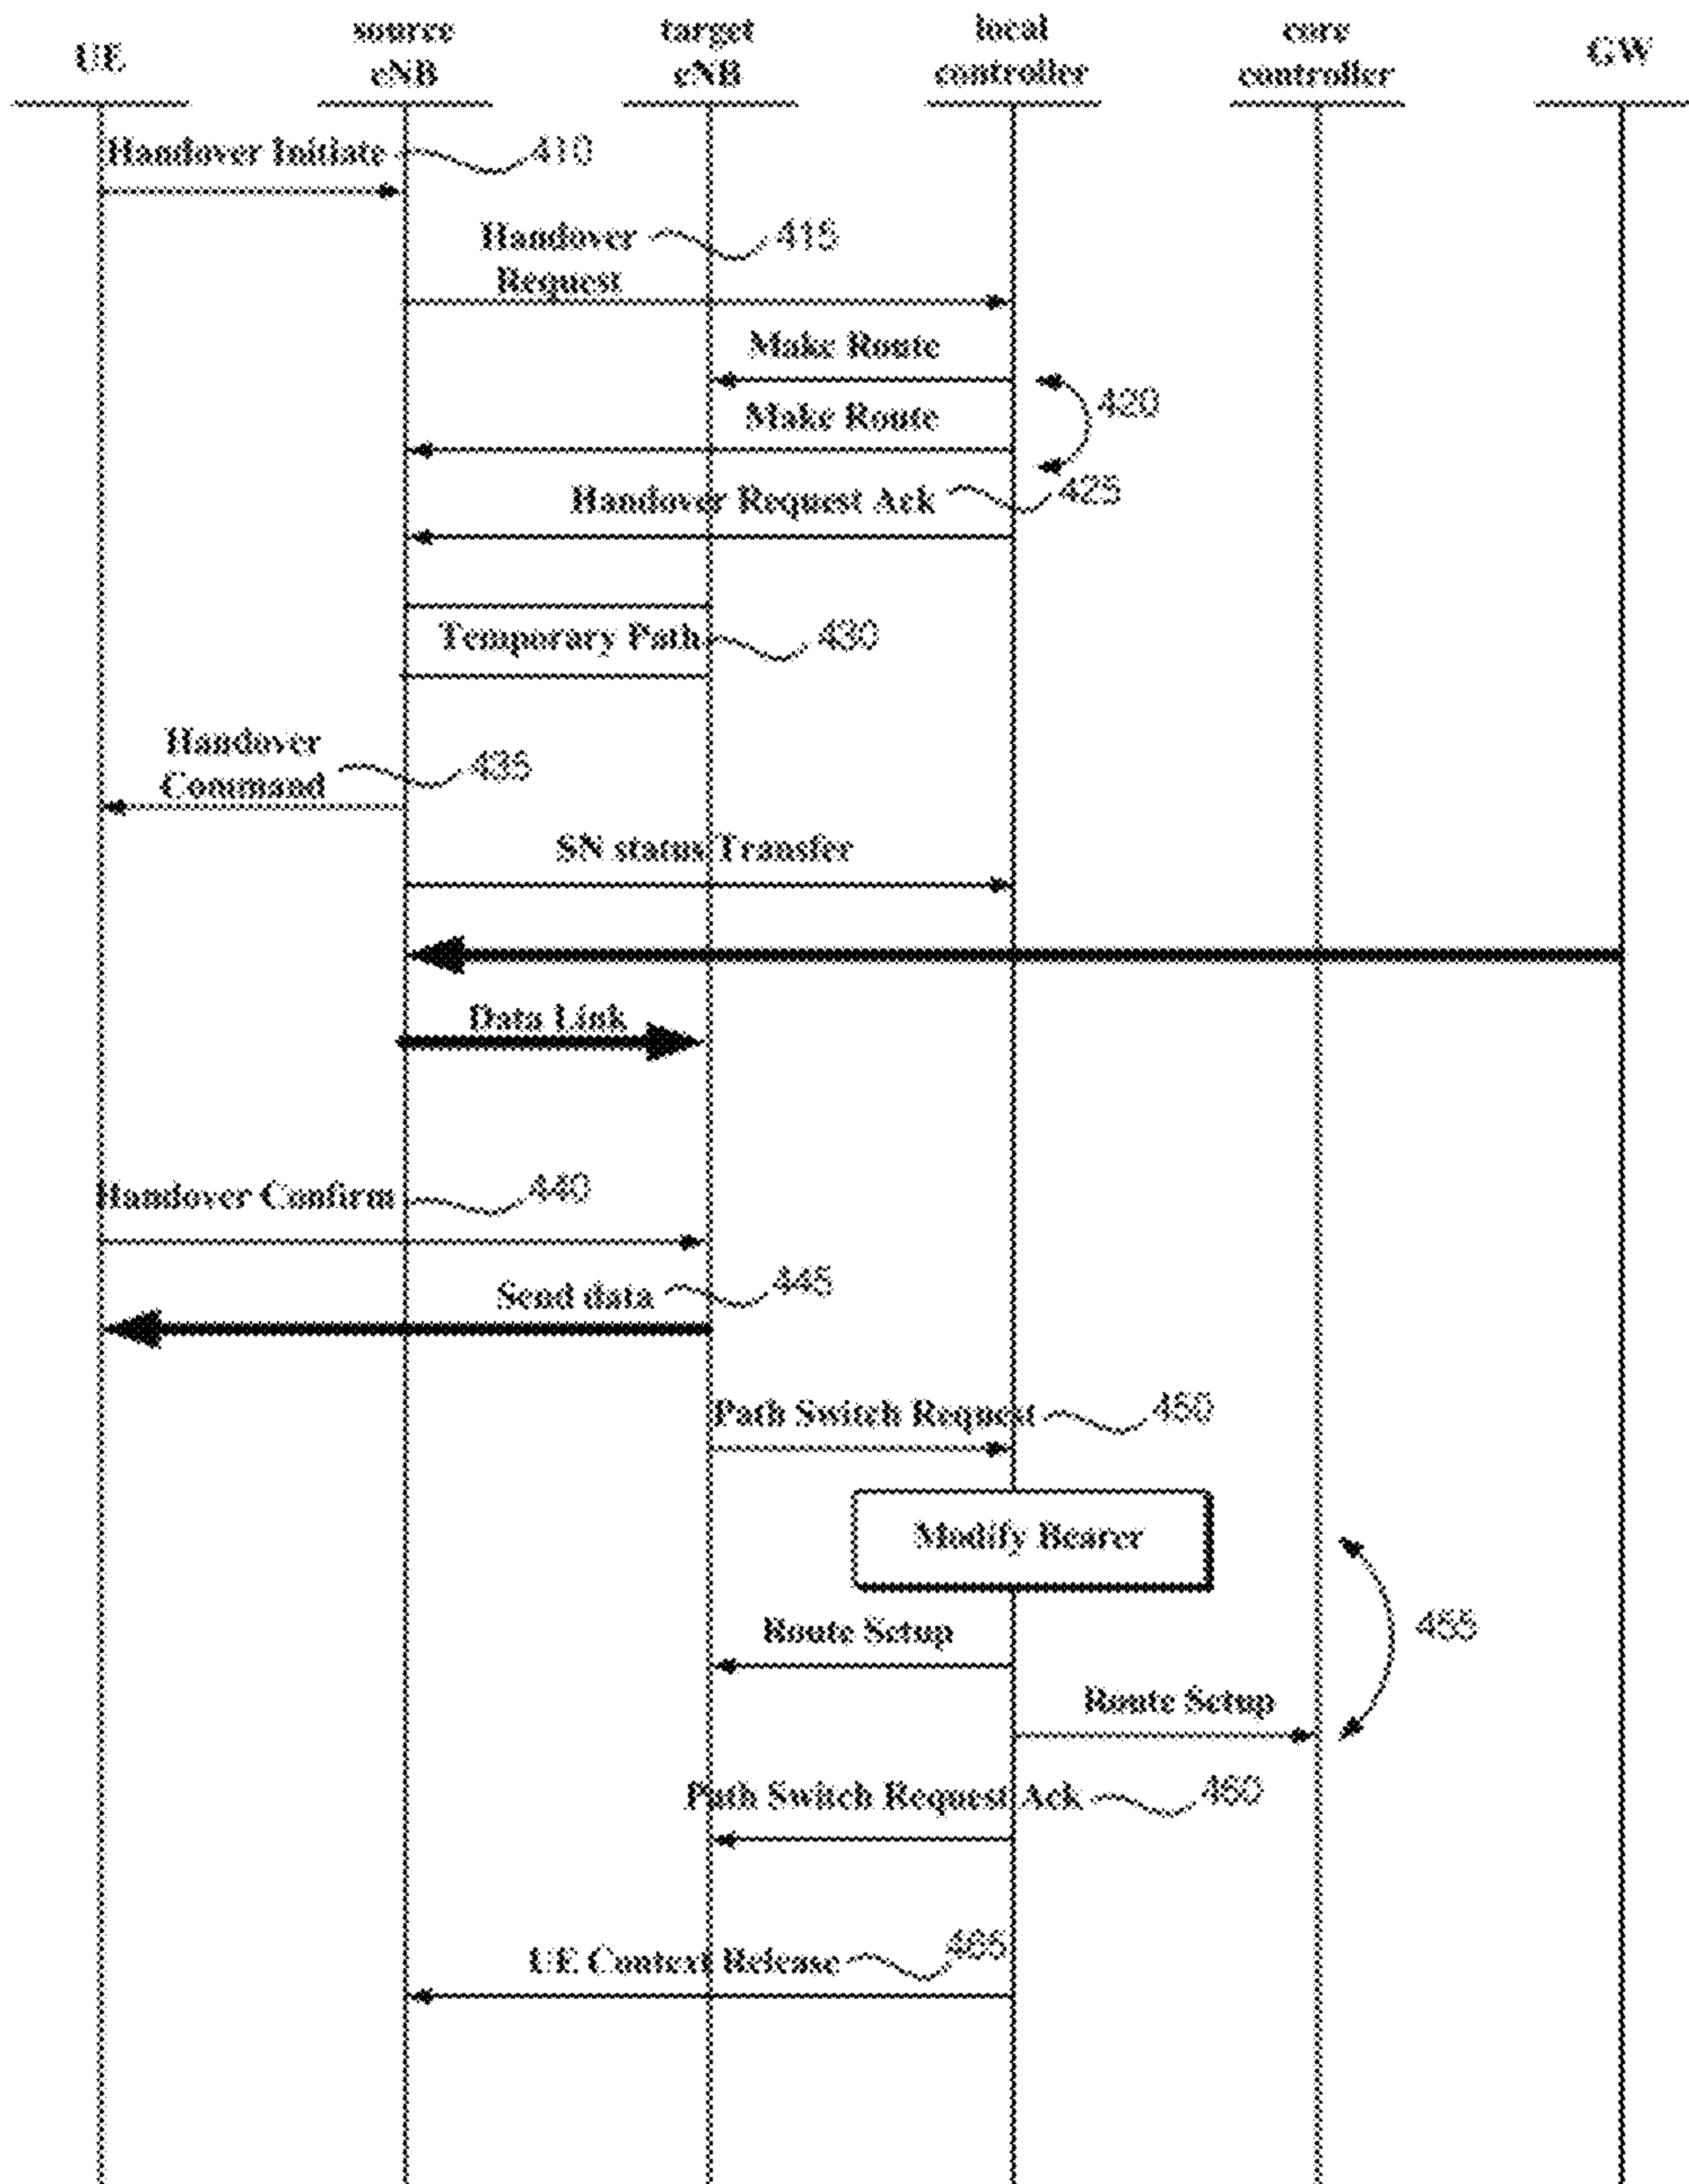 UE
source
eNB
target
eNB
local
controller
core
controller
GW
Handover Initiate 410
Handover 415
Request
Make Route
420
Make Route
Handover Request Ack 425
Temporary Path 430
Handover
Command 435
SN status Transfer
Data Link
Handover Confirm 440
Send data 445
Path Switch Request 450
Modify Bearer
455
Route Setup
Route Setup
Path Switch Request Ack 460
UE Context Release 465